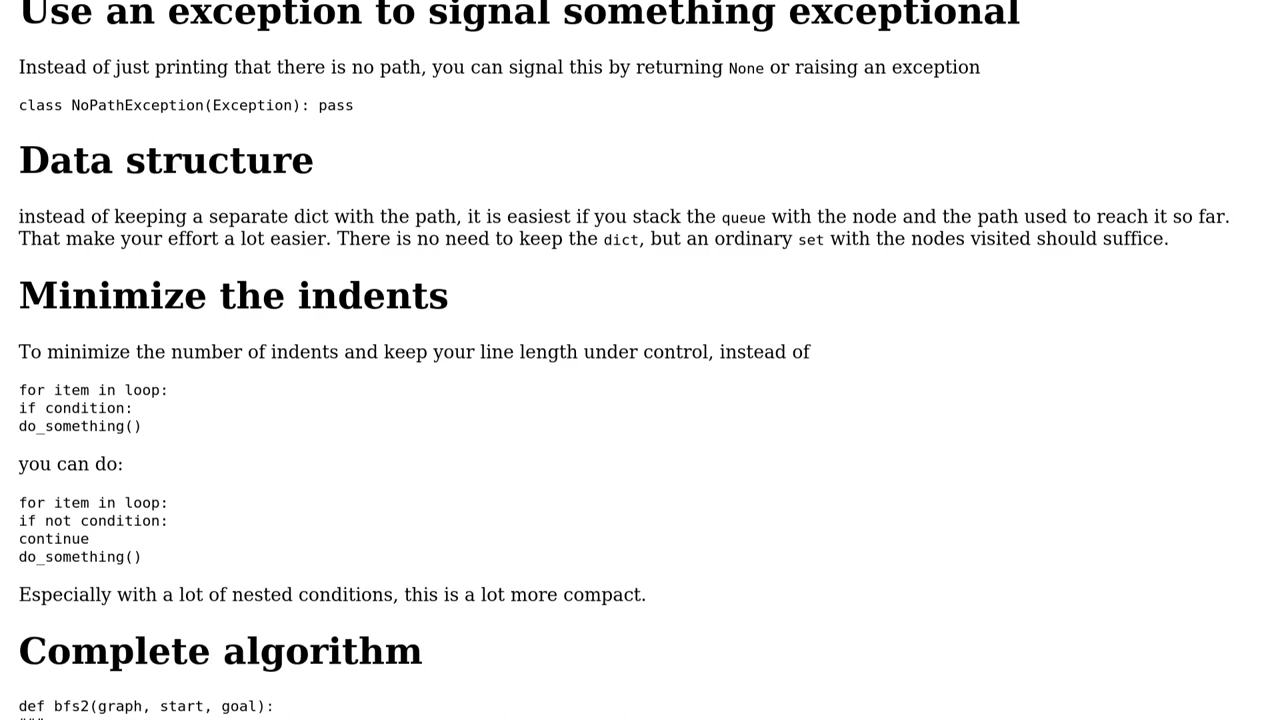 Use an exception to signal something exceptional
Instead of just printing that there is no path, you can signal this by returning None or raising an exception
class NoPathException(Exception): pass
Data structure
instead of keeping a separate dict with the path, it is easiest if you stack the queue with the node and the path used to reach it so far.
That make your effort a lot easier. There is no need to keep the dict, but an ordinary set with the nodes visited should suffice.
Minimize the indents
To minimize the number of indents and keep your line length under control, instead of
for item in loop:
if condition:
do_something()
you can do:
for item in loop:
if not condition:
continue
do_something()
Especially with a lot of nested conditions, this is a lot more compact.
Complete algorithm
def bfs2(graph, start, goal):
"""